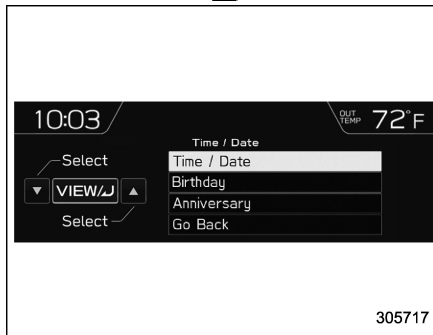 10:03
OUT TEMP 72°F
Time / Date
Select
Time / Date
Birthday
VIEW/
Anniversary
Select
Go Back
305717